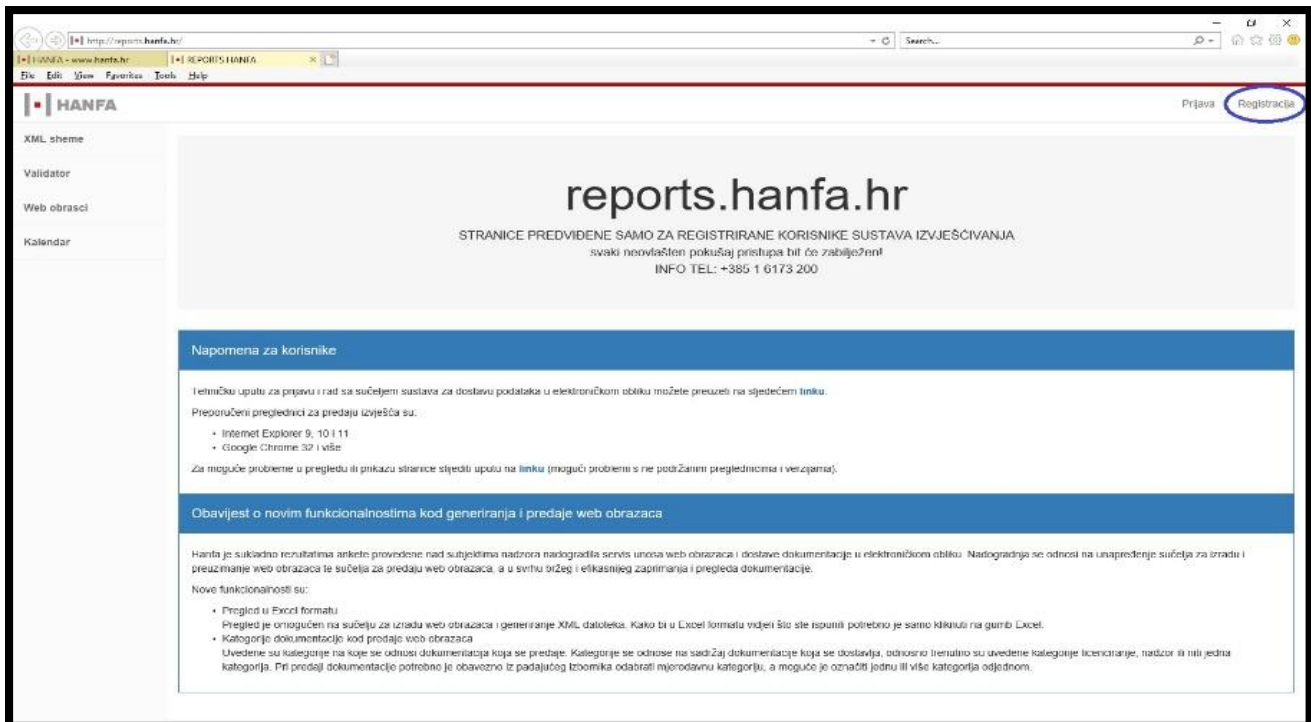 http://reports.hanfa.hr/
Search...
HANFA - www.hanfa.hr
REPORTS HANFA
File Edit View Favorites Tools Help
HANFA
Prijava
Registracija
XML sheme
Validator
Web obrasci
Kalendar
reports.hanfa.hr
STRANICE PREDVIĐENE SAMO ZA REGISTRIRANE KORISNIKE SUSTAVA IZVJEŠĆIVANJA
svaki neovlašten pokušaj pristupa bit će zabilježen!
INFO TEL: +385 1 6173 200
Napomena za korisnike
Tehničku uputu za prijavu i rad sa sučeljem sustava za dostavu podataka u elektroničkom obliku možete preuzeti na sljedećem linku.
Preporučeni preglednici za predaju izvješća su:
• Internet Explorer 9, 10 i 11
• Google Chrome 32 i više
Za moguće probleme u pregledu ili prikazu stranice slijediti uputu na linku (mogući problemi s ne podržanim preglednicima i verzijama).
Obavijest o novim funkcionalnostima kod generiranja i predaje web obrazaca
Hanfa je sukladno rezultatima ankete provedene nad subjektima nadzora nadogradila servis unosa web obrazaca i dostave dokumentacije u elektroničkom obliku. Nadogradnja se odnosi na unapređenje sučelja za izradu i
preuzimanje web obrazaca te sučelja za predaju web obrazaca, a u svrhu bržeg i efikasnijeg zaprimanja i pregleda dokumentacije.
Nove funkcionalnosti su:
• Pregled u Excel formatu
Pregled je omogućen na sučelju za izradu web obrazaca i generiranje XML datoteka. Kako bi u Excel formatu vidjeli što ste ispunili potrebno je samo kliknuti na gumb Excel.
• Kategorije dokumentacije kod predaje web obrazaca
Uvedene su kategorije na koje se odnosi dokumentacija koja se predaje. Kategorije se odnose na sadržaj dokumentacije koja se dostavlja, odnosno trenutno su uvedene kategorije licenciranje, nadzor ili niti jedna
kategorija. Pri predaji dokumentacije potrebno je obavezno iz padajućeg izbornika odabrati mjerodavnu kategoriju, a moguće je označiti jednu ili više kategorija odjednom.